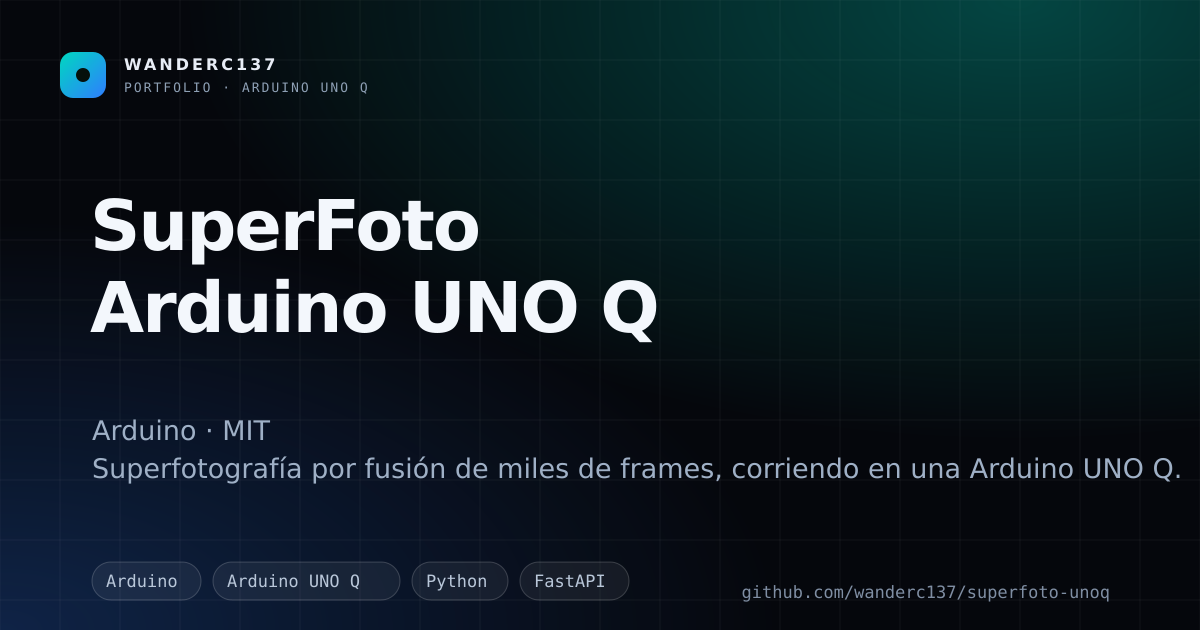 WANDERC137
PORTFOLIO · ARDUINO UNO Q
SuperFoto
Arduino UNO Q
Arduino · MIT
Superfotografía por fusión de miles de frames, corriendo en una Arduino UNO Q.
Arduino
Arduino UNO Q
Python
FastAPI
github.com/wanderc137/superfoto-unoq